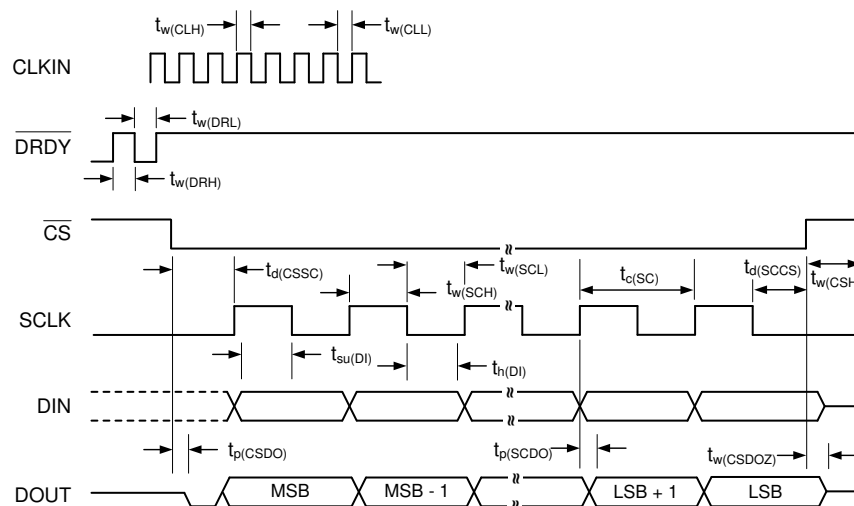 tw(CLH) tw(CLL)
CLKIN
tw(DRL)
DRDY
tw(DRH)
CS
td(CSSC) tw(SCL) tc(SC) td(SCCS)
tw(SCH) tw(CSH
SCLK
tsu(DI) th(DI)
DIN
tp(CSDO) tp(SCDO) tw(CSDOZ)
DOUT MSB MSB - 1 LSB + 1 LSB